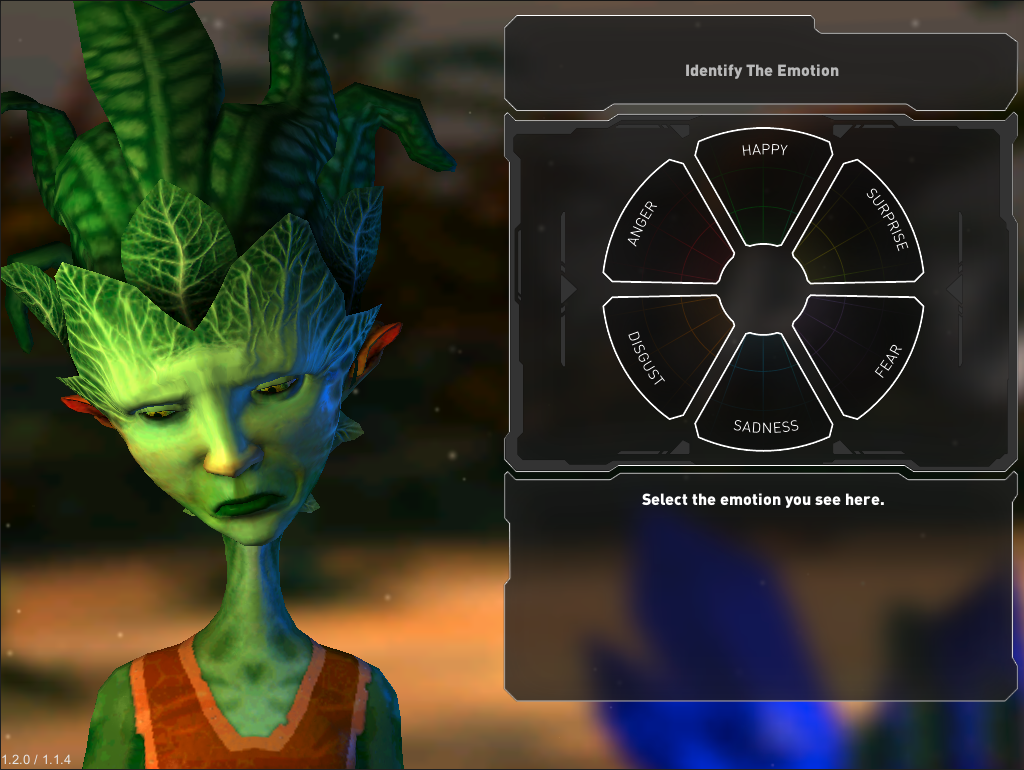 Identify The Emotion
HAPPY
ANGER
SURPRISE
DISGUST
FEAR
SADNESS
Select the emotion you see here.
1.2.0 / 1.1.4